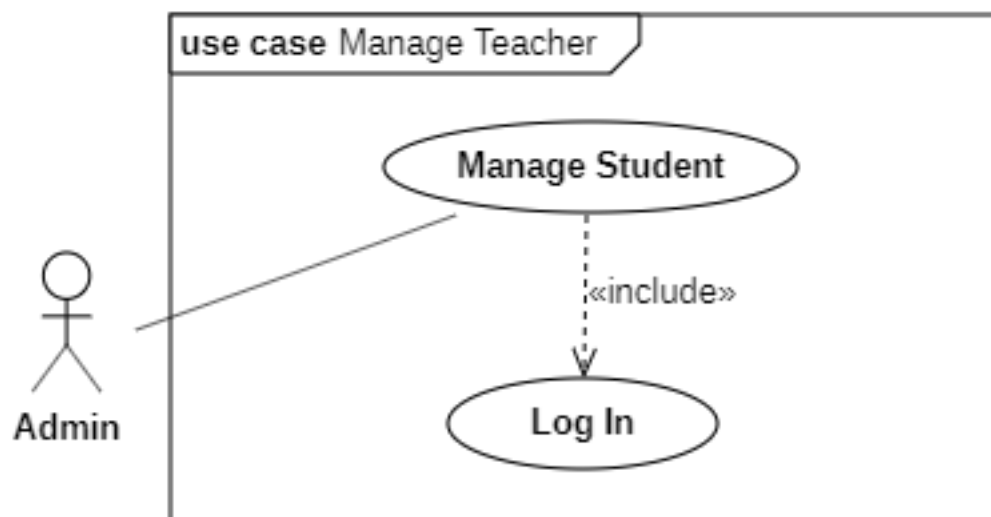 use case Manage Teacher
Manage Student
«include»
Admin
Log In